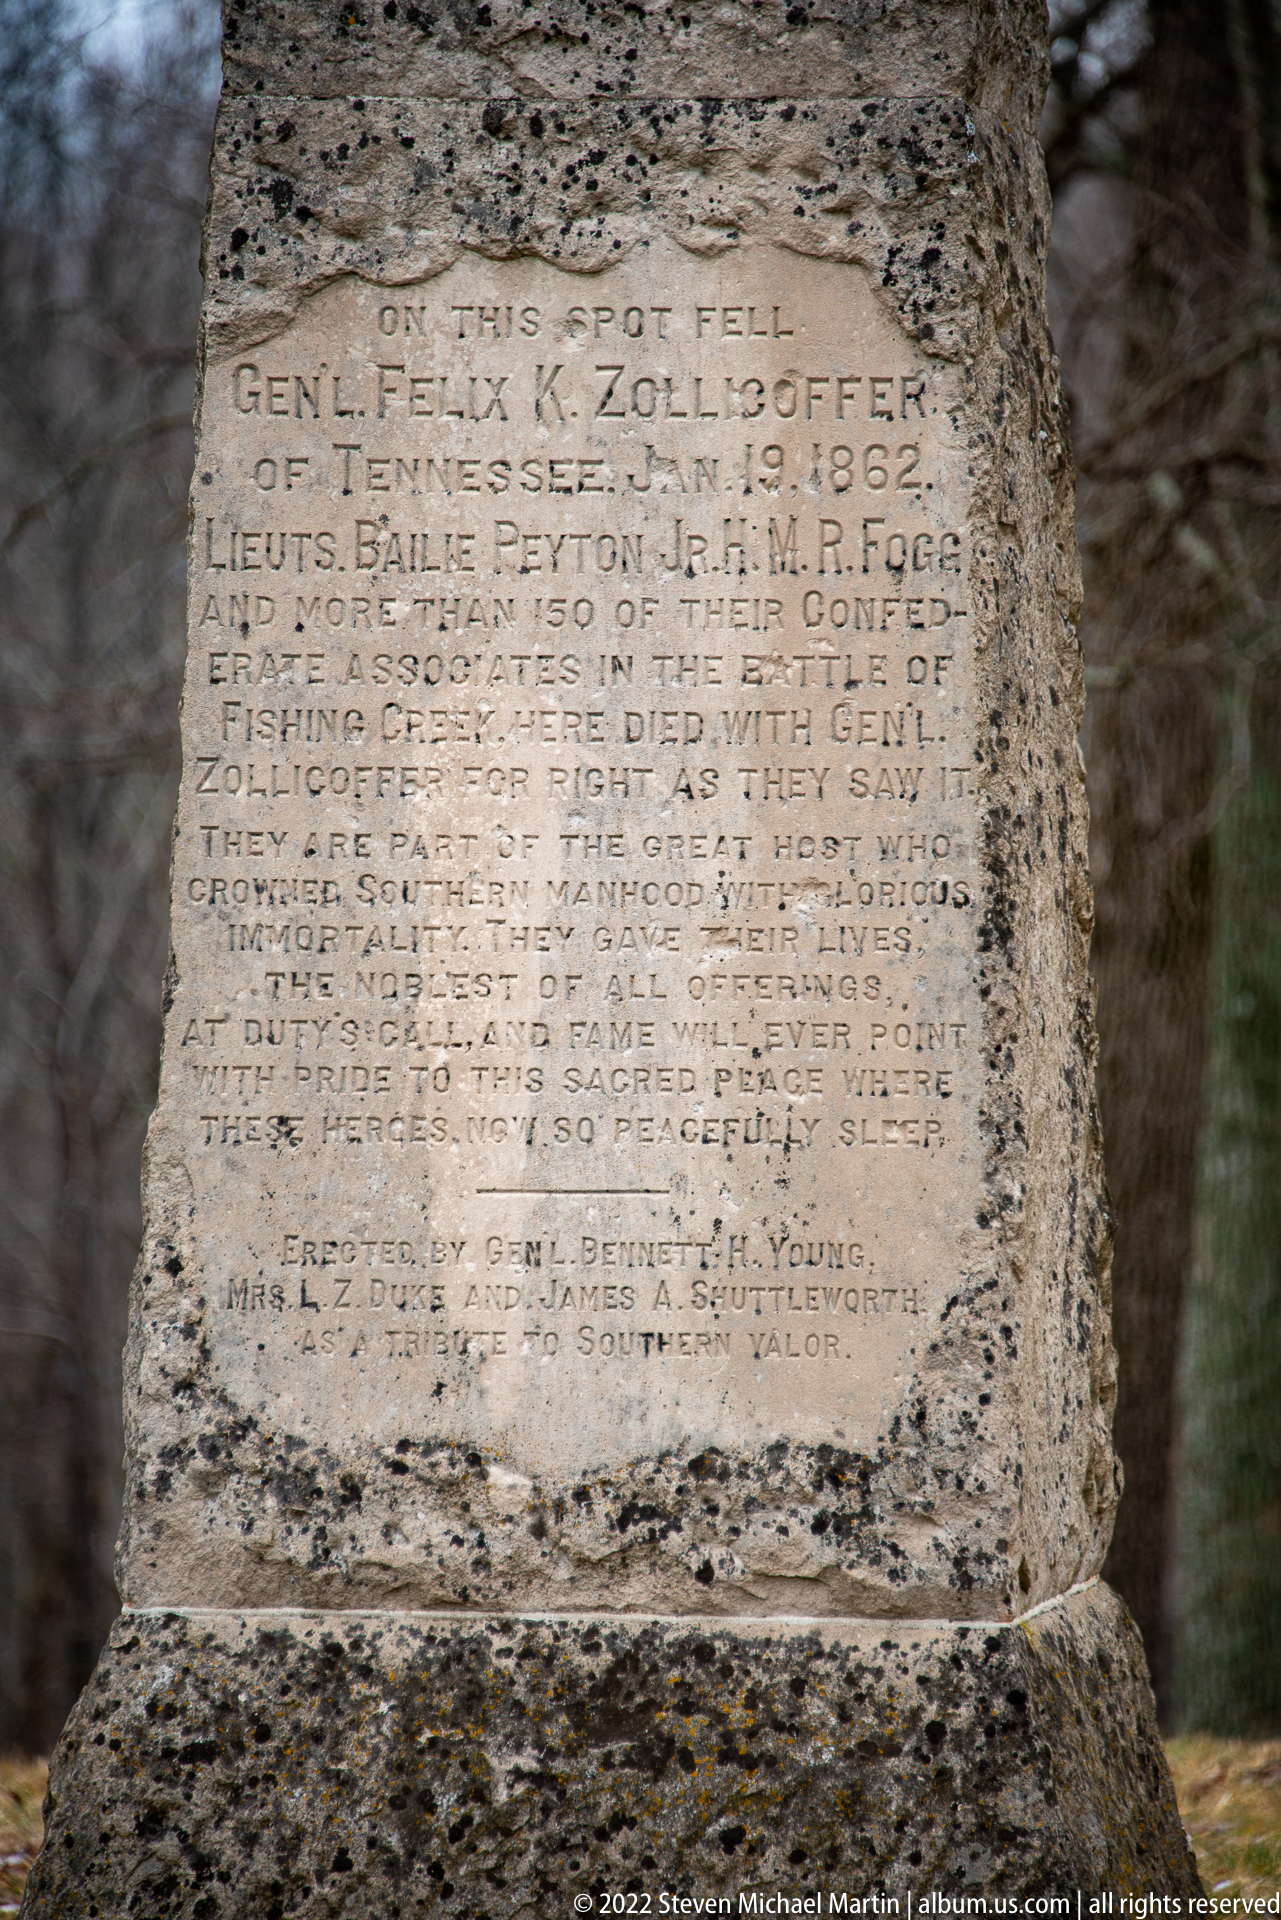 ON THIS SPOT FELL
GEN'L. FELIX K. ZOLLICOFFER.
OF TENNESSEE. JAN. 19, 1862.
LIEUTS. BAILIE PEYTON JR. H. M. R. FOGG
AND MORE THAN 150 OF THEIR CONFED-
ERATE ASSOCIATES IN THE BATTLE OF
FISHING CREEK. HERE DIED WITH GEN'L.
ZOLLICOFFER FOR RIGHT AS THEY SAW IT.
THEY ARE PART OF THE GREAT HOST WHO
CROWNED SOUTHERN MANHOOD WITH GLORIOUS
IMMORTALITY. THEY GAVE THEIR LIVES,
THE NOBLEST OF ALL OFFERINGS,
AT DUTY'S CALL, AND FAME WILL EVER POINT
WITH PRIDE TO THIS SACRED PLACE WHERE
THESE HEROES. NOW SO PEACEFULLY SLEEP.
ERECTED BY GEN'L. BENNETT H. YOUNG,
MRS. L. Z. DUKE AND JAMES A. SHUTTLEWORTH.
AS A TRIBUTE TO SOUTHERN VALOR.
© 2022 Steven Michael Martin | album.us.com | all rights reserved